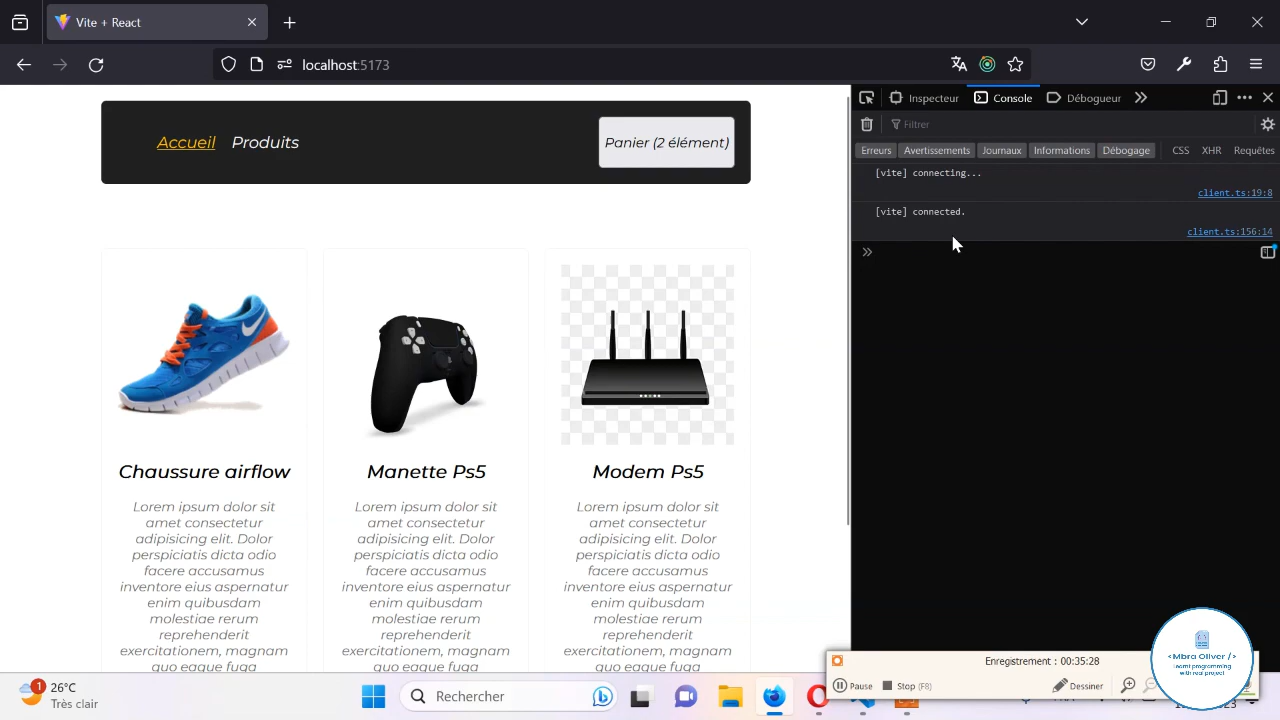 Vite + React
localhost:5173
Accueil
Produits
Panier (2 élément)
Inspecteur
Console
Débogueur
Filtrer
Erreurs
Avertissements
Journaux
Informations
Débogage
CSS
XHR
Requêtes
[vite] connecting...
client.ts:19:8
[vite] connected.
client.ts:156:14
Chaussure airflow
Lorem ipsum dolor sit
amet consectetur
adipisicing elit. Dolor
perspiciatis dicta odio
facere accusamus
inventore eius aspernatur
enim quibusdam
molestiae rerum
reprehenderit
exercitationem, magnam
quo eaque fuga
Manette Ps5
Lorem ipsum dolor sit
amet consectetur
adipisicing elit. Dolor
perspiciatis dicta odio
facere accusamus
inventore eius aspernatur
enim quibusdam
molestiae rerum
reprehenderit
exercitationem, magnam
quo eaque fuga
Modem Ps5
Lorem ipsum dolor sit
amet consectetur
adipisicing elit. Dolor
perspiciatis dicta odio
facere accusamus
inventore eius aspernatur
enim quibusdam
molestiae rerum
reprehenderit
exercitationem, magnam
quo eaque fuga
Enregistrement : 00:35:28
Pause
Stop (F8)
Dessiner
<Mbra Oliver />
Learnt programming
with real project
1
26°C
Très clair
Rechercher